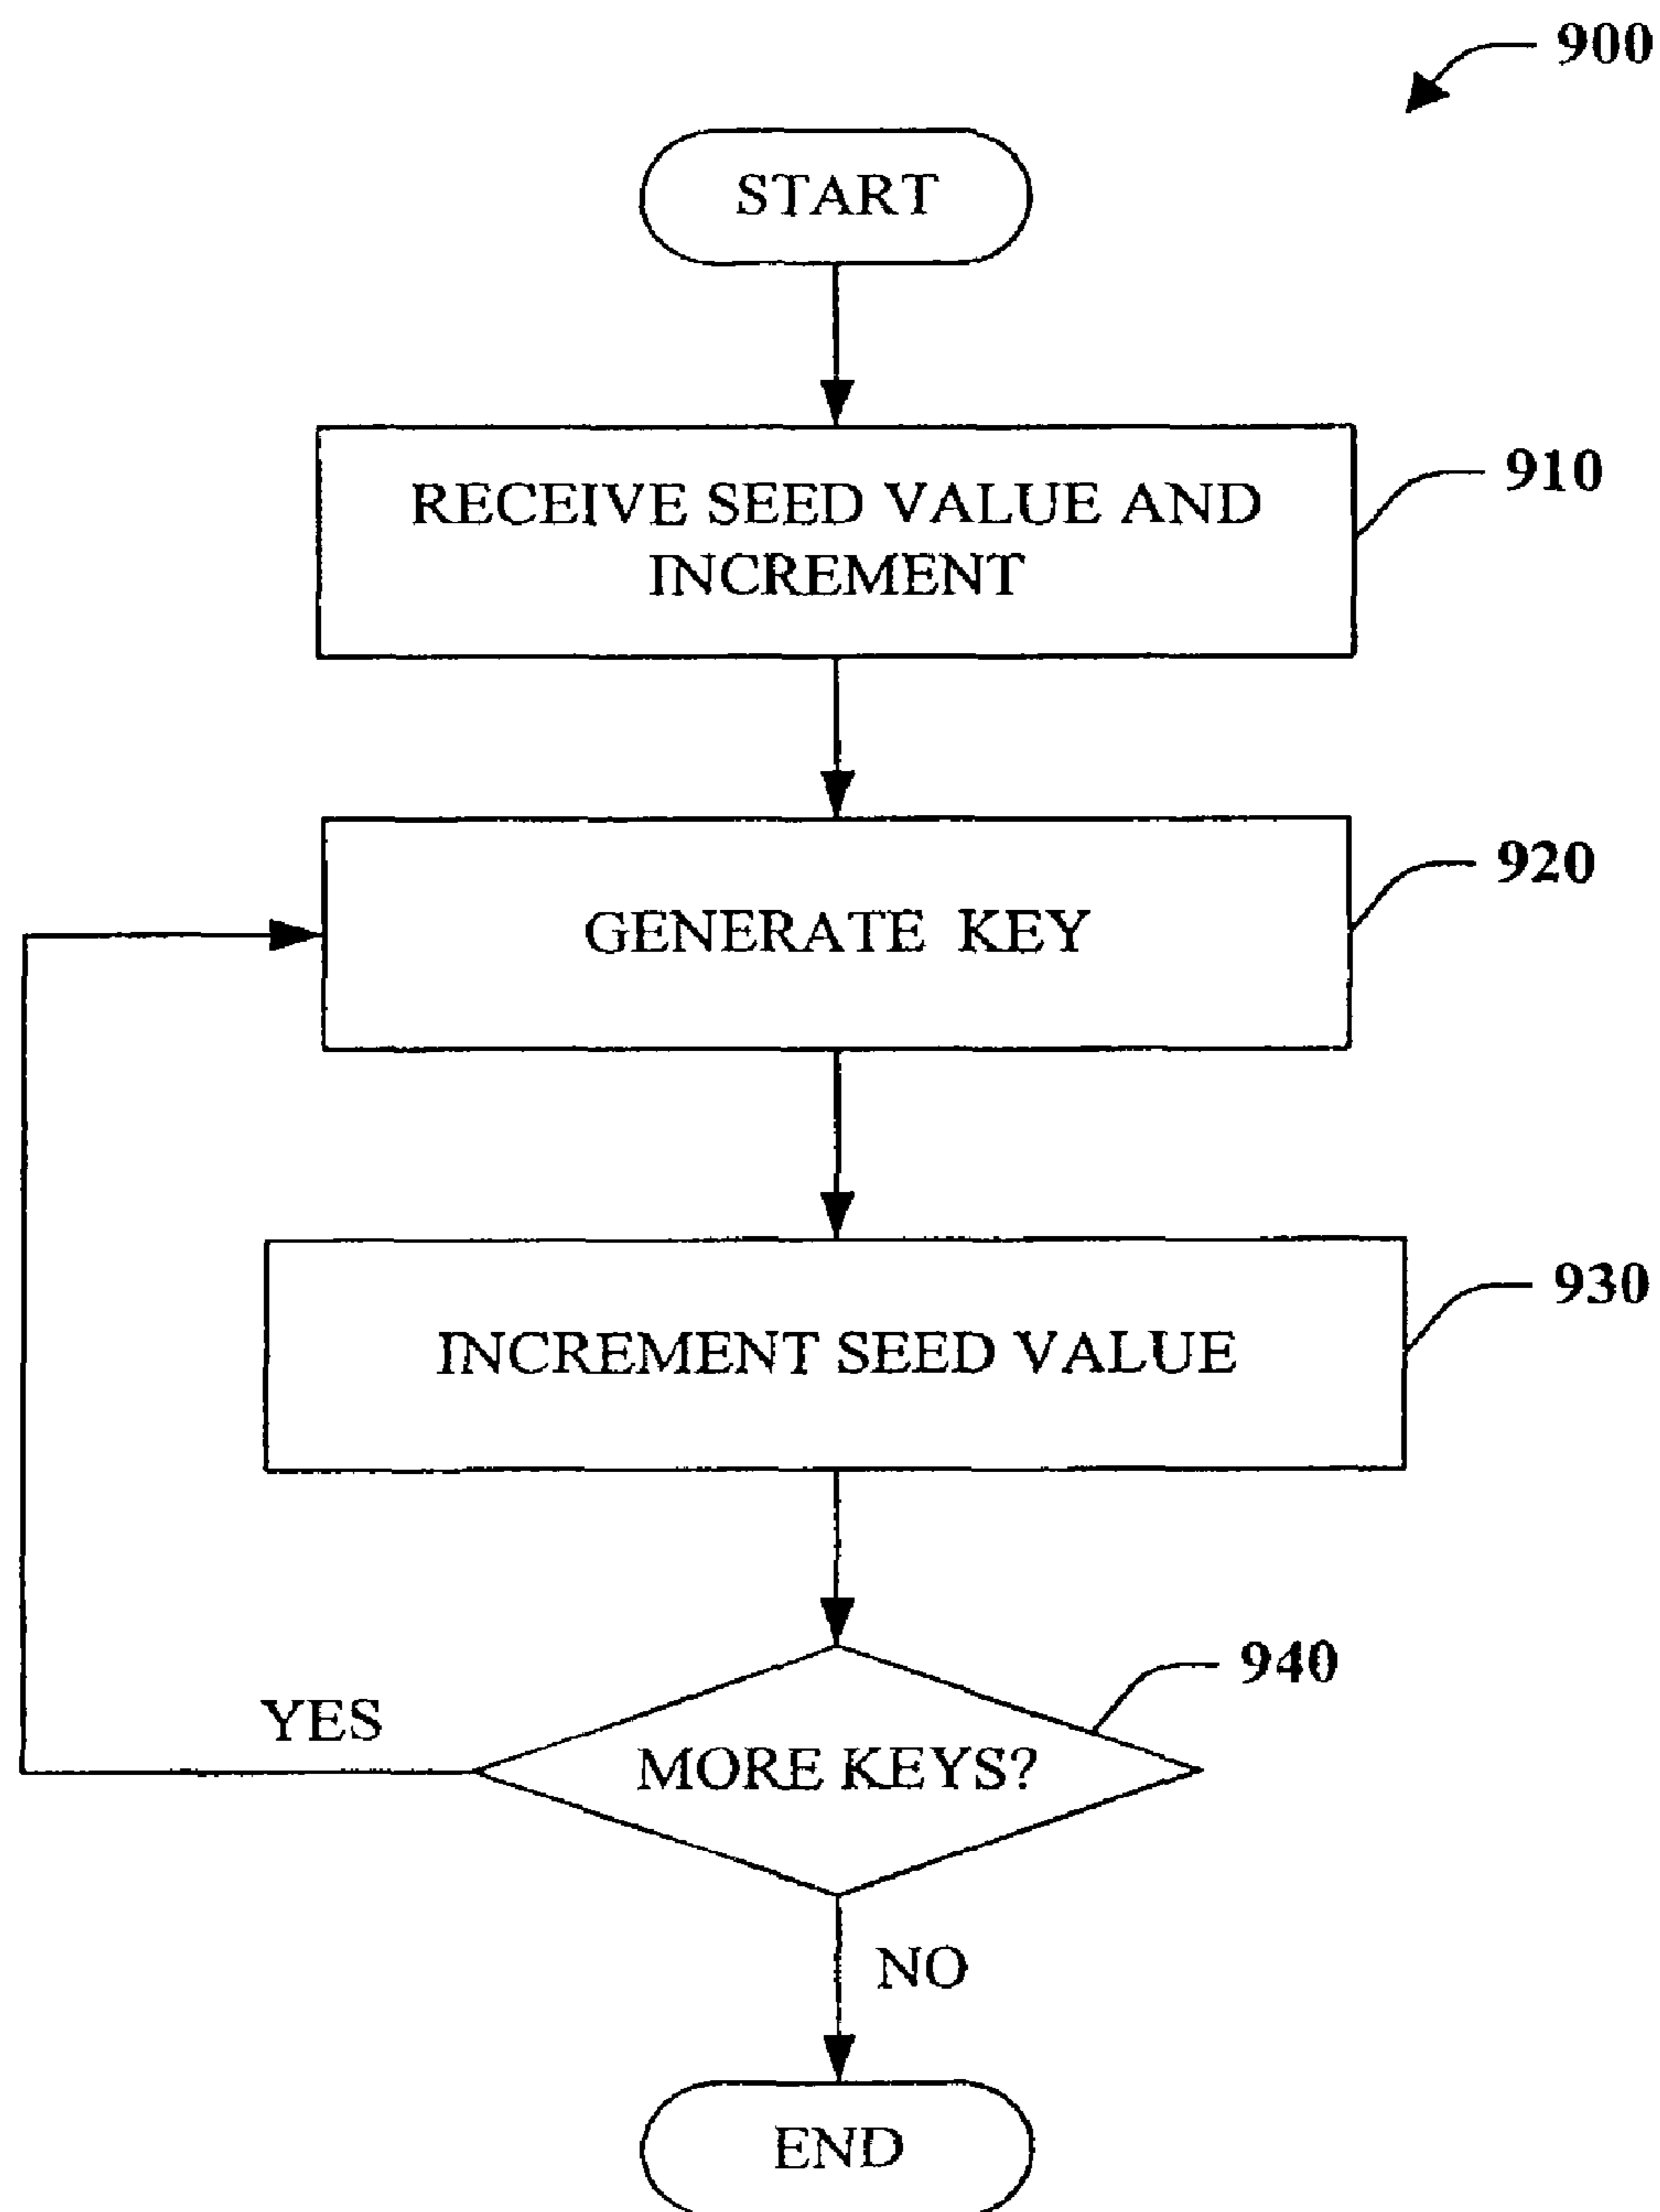 900
START
RECEIVE SEED VALUE AND
INCREMENT
910
GENERATE KEY
920
INCREMENT SEED VALUE
930
940
YES
MORE KEYS?
NO
END